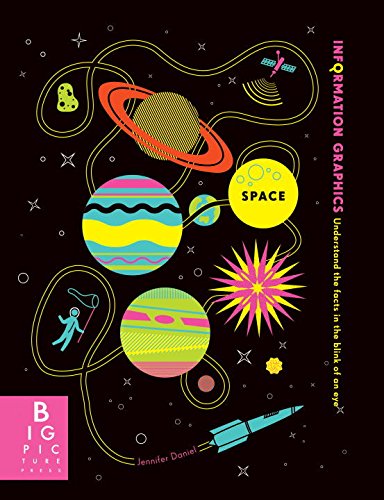 INFORMATION GRAPHICS
Understand the facts in the blink of an eye
SPACE
Jennifer Daniel
BIG
PIC
TURE
PRESS